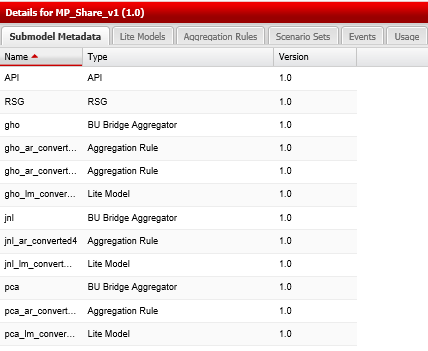 Details for MP_Share_v1 (1.0)
Submodel Metadata Lite Models Aggregation Rules Scenario Sets Events Usage
Name Type Version
API API 1.0
RSG RSG 1.0
gho BU Bridge Aggregator 1.0
gho_ar_convert... Aggregation Rule 1.0
gho_ar_convert... Aggregation Rule 1.0
gho_lm_conver... Lite Model 1.0
jnl BU Bridge Aggregator 1.0
jnl_ar_converted4 Aggregation Rule 1.0
jnl_lm_convert... Lite Model 1.0
pca BU Bridge Aggregator 1.0
pca_ar_convert... Aggregation Rule 1.0
pca_lm_conver... Lite Model 1.0